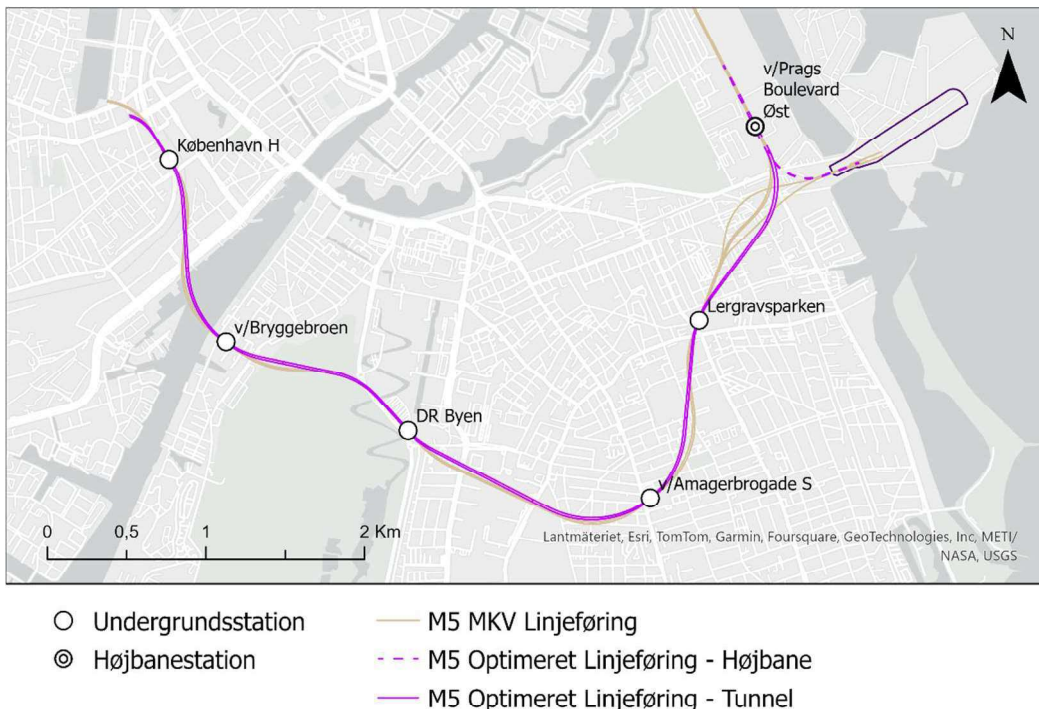 N
v/Prags
Boulevard
Øst
København H
Lergravsparken
v/Bryggebroen
DR Byen
v/Amagerbrogade S
0 0,5 1 2 Km
Lantmäteriet, Esri, TomTom, Garmin, Foursquare, GeoTechnologies, Inc, METI/
NASA, USGS
Undergrundsstation
Højbanestation
M5 MKV Linjeføring
M5 Optimeret Linjeføring - Højbane
M5 Optimeret Linjeføring - Tunnel